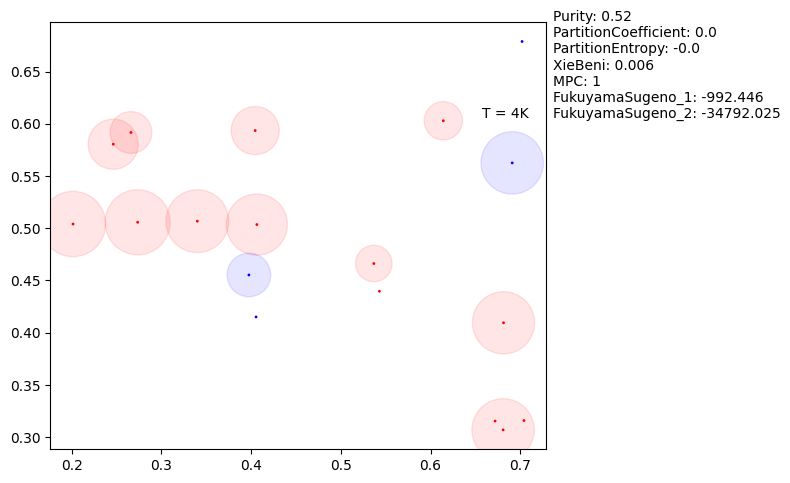 Purity: 0.52
PartitionCoefficient: 0.0
PartitionEntropy: -0.0
XieBeni: 0.006
MPC: 1
FukuyamaSugeno_1: -992.446
FukuyamaSugeno_2: -34792.025
T = 4K
0.65
0.60
0.55
0.50
0.45
0.40
0.35
0.30
0.2 0.3 0.4 0.5 0.6 0.7